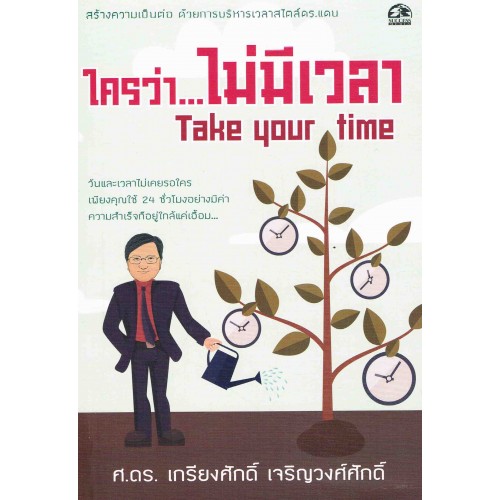 สร้างความเป็นต่อ ด้วยการบริหารเวลาสไตล์ดร.แดน
SUCCESS
ใครว่า...ไม่มีเวลา
Take your time
วันและเวลาไม่เคยรอใคร
เพียงคุณใช้ 24 ชั่วโมงอย่างมีค่า
ความสำเร็จก็อยู่ใกล้แค่เอื้อม...
ศ.ดร. เกรียงศักดิ์ เจริญวงศ์ศักดิ์